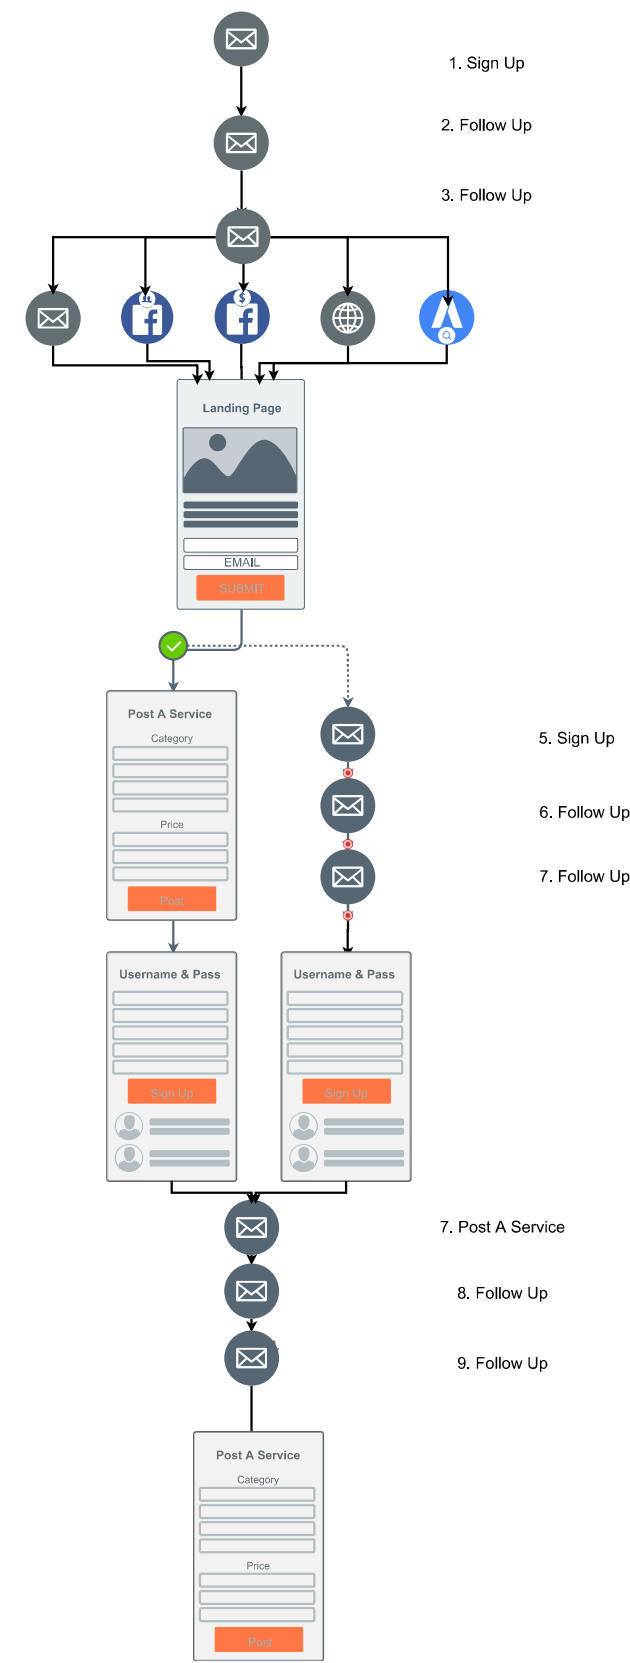 1. Sign Up
2. Follow Up
3. Follow Up
$
Landing Page
EMAIL
SUBMIT
Post A Service
Category
Price
Post
5. Sign Up
6. Follow Up
7. Follow Up
Username & Pass
Sign Up
Username & Pass
Sign Up
7. Post A Service
8. Follow Up
9. Follow Up
Post A Service
Category
Price
Post